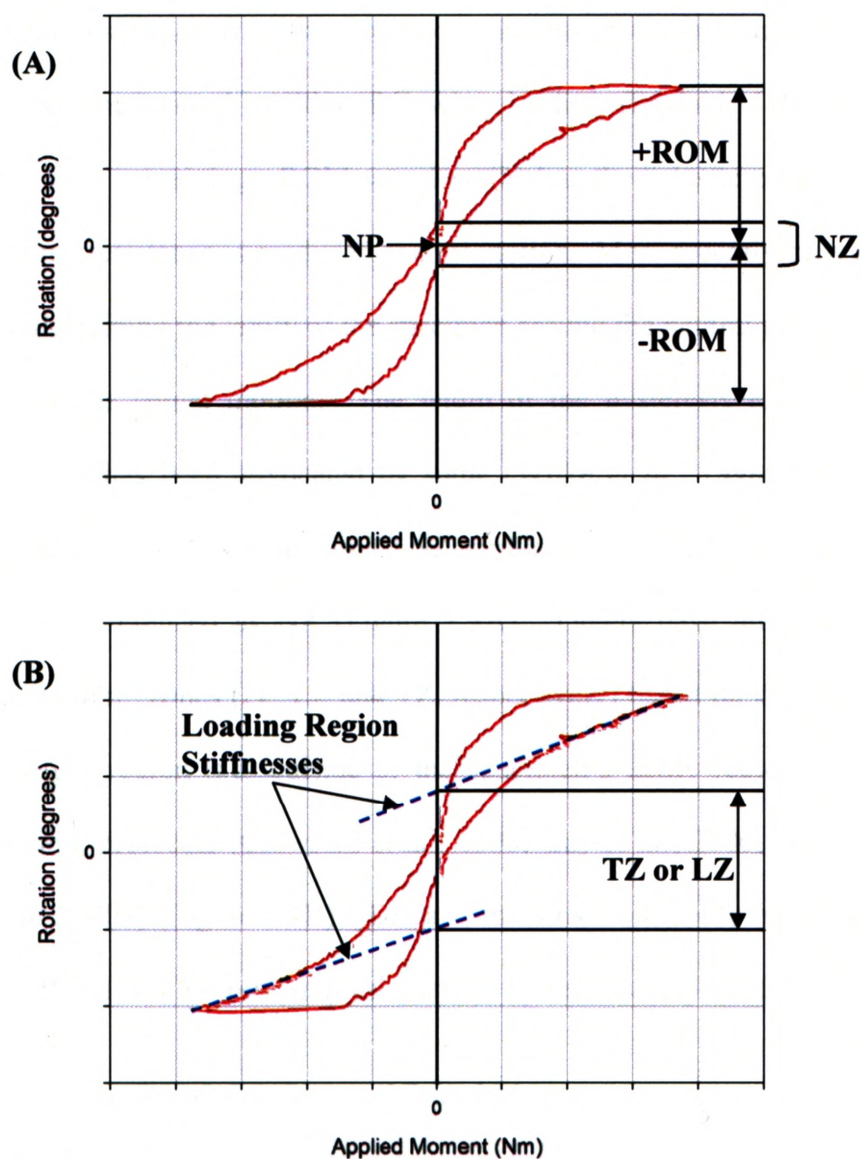 (A)
Rotation (degrees)
0
+ROM
NP
NZ
-ROM
0
Applied Moment (Nm)
(B)
Rotation (degrees)
Loading Region
Stiffnesses
0
TZ or LZ
0
Applied Moment (Nm)